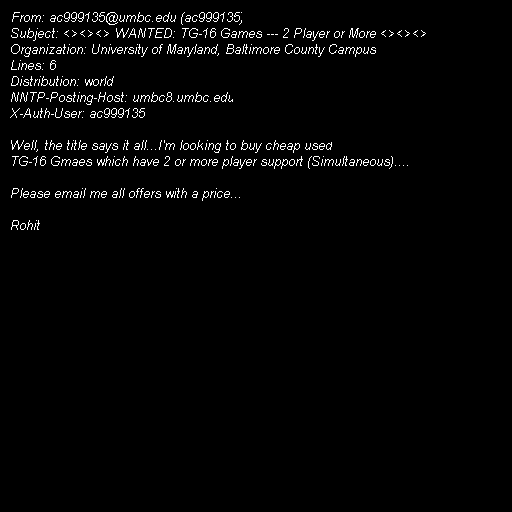 From: ac999135@umbc.edu (ac999135)
Subject: <><><> WANTED: TG-16 Games --- 2 Player or More <><><>
Organization: University of Maryland, Baltimore County Campus
Lines: 6
Distribution: world
NNTP-Posting-Host: umbc8.umbc.edu
X-Auth-User: ac999135
Well, the title says it all...I'm looking to buy cheap used
TG-16 Gmaes which have 2 or more player support (Simultaneous)....
Please email me all offers with a price...
Rohit